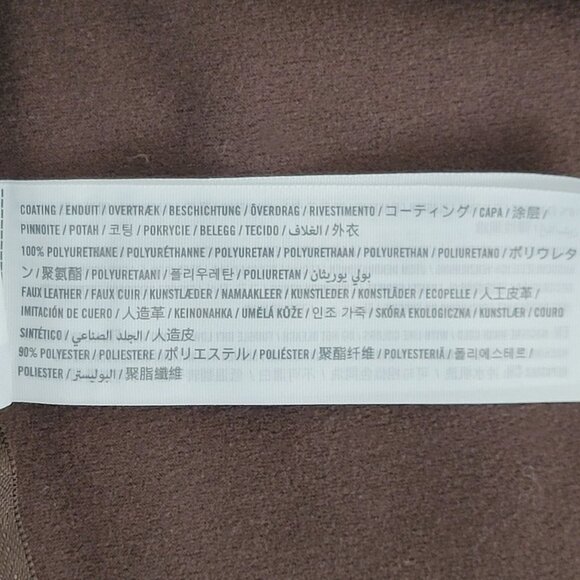 COATING / ENDUIT / OVERTRÆK / BESCHICHTUNG / ÖVERDRAG / RIVESTIMENTO / コーティング / CAPA / 涂层 /
PINNOITE / POTAH / 코팅 / POKRYCIE / BELEGG / TECIDO / الغلاف / 外衣
100% POLYURETHANE / POLYURÉTHANNE / POLYURETAN / POLYURETHAAN / POLYURETHAN / POLIURETANO / ポリウレタ
ン / 聚氨酯 / POLYURETAANI / 폴리우레탄 / POLIURETAN / بولي يوريثان
FAUX LEATHER / FAUX CUIR / KUNSTLÆDER / NAMAAKLEER / KUNSTLEDER / KONSTLÄDER / ECOPELLE / 人工皮革 /
IMITACIÓN DE CUERO / 人造革 / KEINONAHKA / UMĚLÁ KŮŽE / 인조 가죽 / SKÓRA EKOLOGICZNA / KUNSTLÆR / COURO
SINTÉTICO / الجلد الصناعي / 人造皮
90% POLYESTER / POLIESTERE / ポリエステル / POLIÉSTER / 聚酯纤维 / POLYESTERIÄ / 폴리에스테르 /
POLIESTER / البوليستر / 聚脂纖維